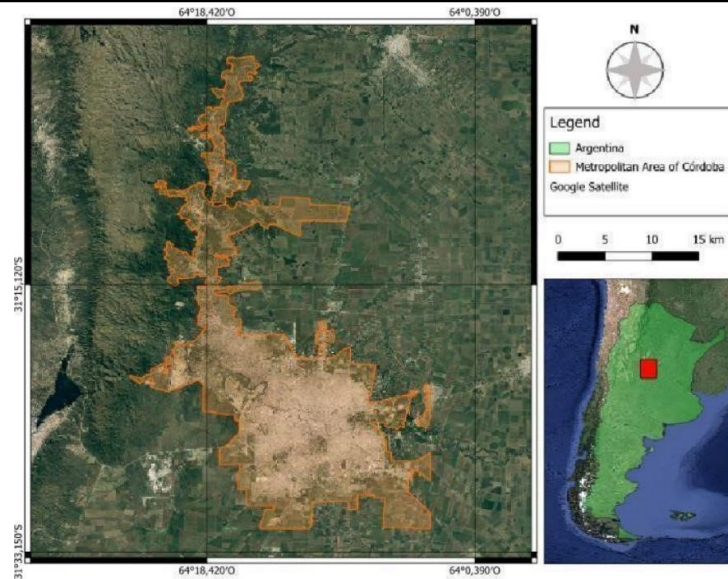 64°18,420'O 64°0,390'O
N
Legend
Argentina
Metropolitan Area of Córdoba
Google Satellite
0 5 10 15 km
31°15,120'S
31°33,150'S
64°18,420'O 64°0,390'O